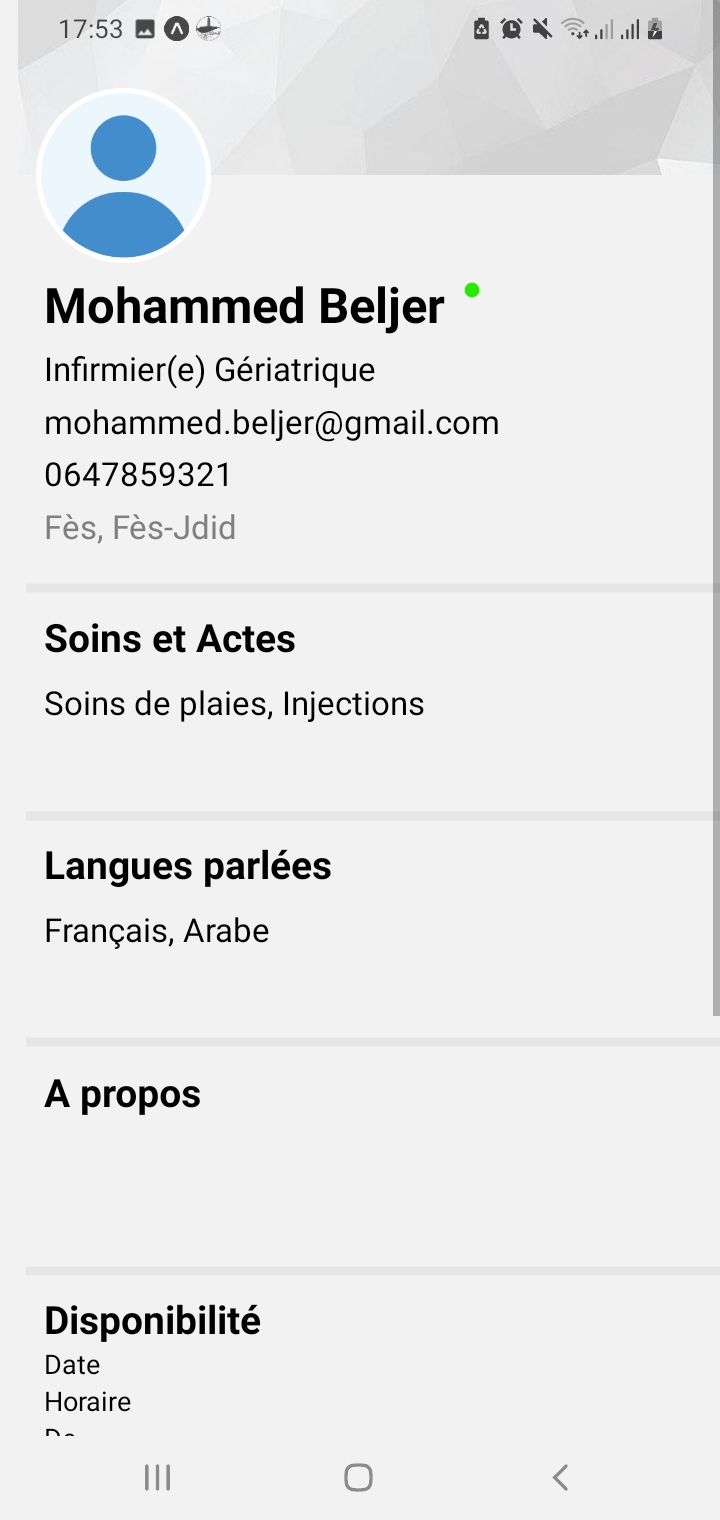 17:53
Mohammed Beljer
Infirmier(e) Gériatrique
mohammed.beljer@gmail.com
0647859321
Fès, Fès-Jdid
Soins et Actes
Soins de plaies, Injections
Langues parlées
Français, Arabe
A propos
Disponibilité
Date
Horaire